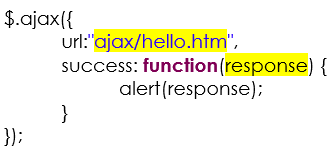 $.ajax({
url:"ajax/hello.htm",
success: function(response) {
alert(response);
}
});